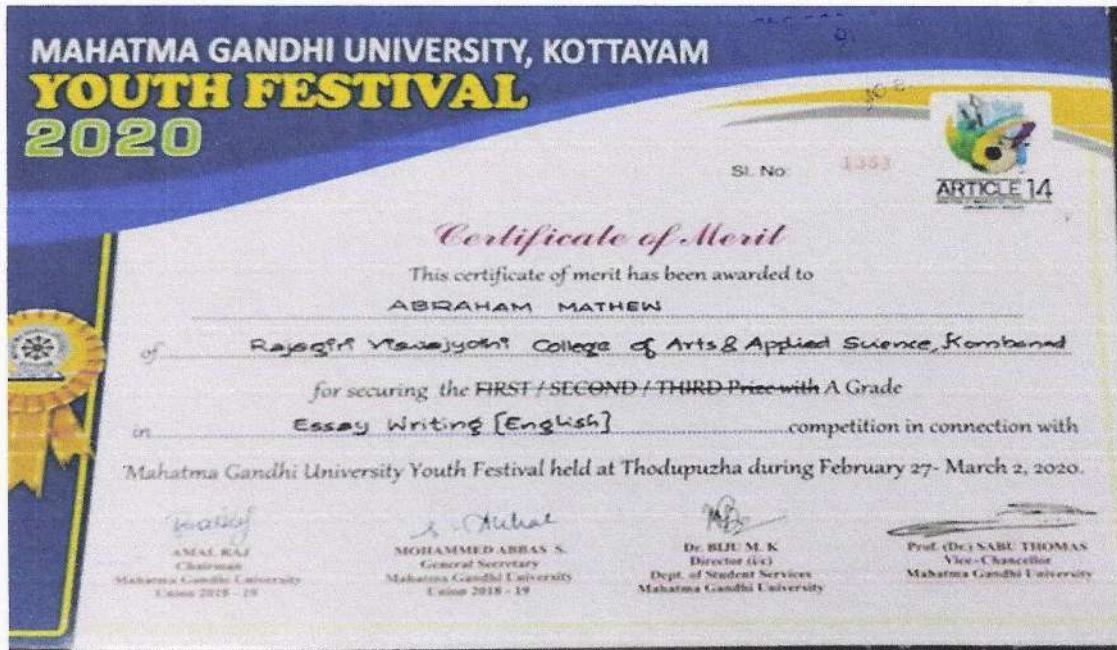 MAHATMA GANDHI UNIVERSITY, KOTTAYAM
YOUTH FESTIVAL
2020
Sl. No: 1353
ARTICLE 14
Certificate of Merit
This certificate of merit has been awarded to
ABRAHAM MATHEW
of Rajagiri Viswajyothi College of Arts & Applied Science, Kombanad
for securing the FIRST / SECOND / THIRD Prize with A Grade
in Essay Writing [English] competition in connection with
Mahatma Gandhi University Youth Festival held at Thodupuzha during February 27- March 2, 2020.
AMAL RAJ
Chairman
Mahatma Gandhi University
Union 2018 - 19
MOHAMMED ABBAS S.
General Secretary
Mahatma Gandhi University
Union 2018 - 19
Dr. BIJU M. K
Director (i/c)
Dept. of Student Services
Mahatma Gandhi University
Prof. (Dr.) SABU THOMAS
Vice-Chancellor
Mahatma Gandhi University